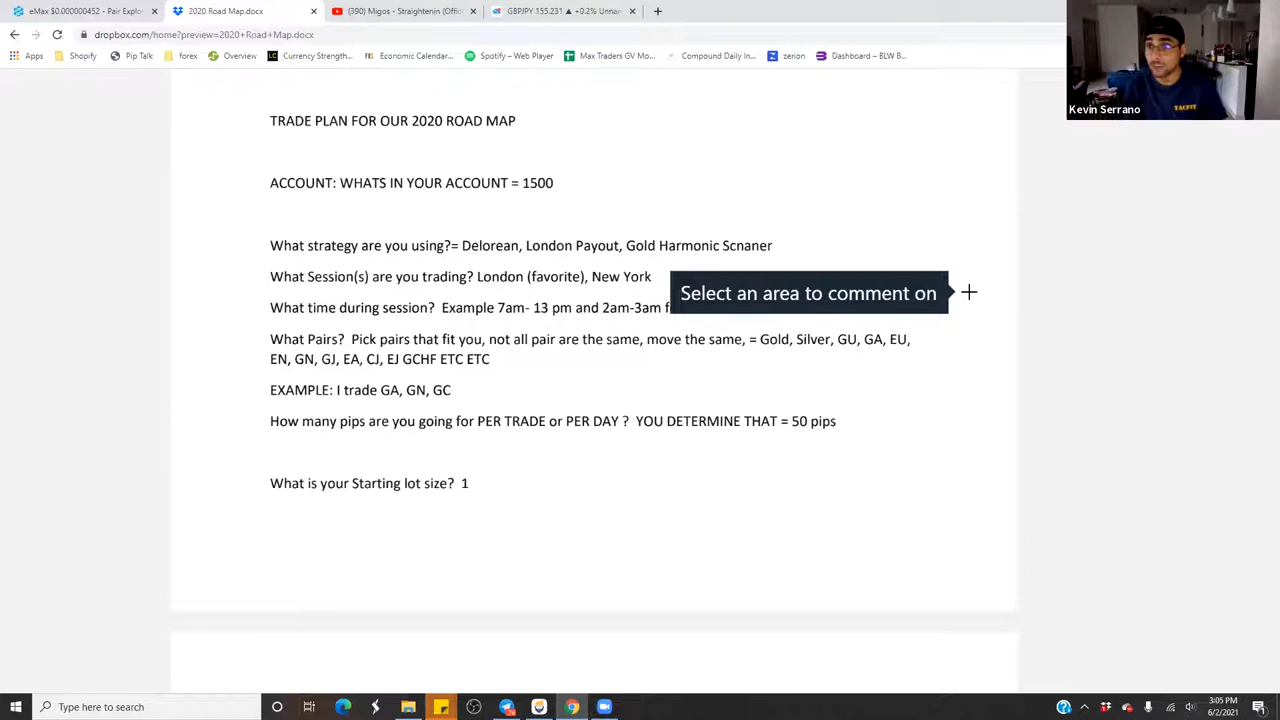 eMax $0.000000452 - Pair Explo
2020 Road Map.docx
(390) Migos - Straightenin (Offic
GBPJPY 155.231 ▲ +0.2% Unnar
dropbox.com/home?preview=2020+Road+Map.docx
Apps
Shopify
Pip Talk
forex
Overview
Currency Strength...
Economic Calendar...
Spotify – Web Player
Max Traders GV Mo...
Compound Daily In...
zerion
Dashboard – BLW B...
Kevin Serrano
TACFIT
TRADE PLAN FOR OUR 2020 ROAD MAP
ACCOUNT: WHATS IN YOUR ACCOUNT = 1500
What strategy are you using?= Delorean, London Payout, Gold Harmonic Scnaner
What Session(s) are you trading? London (favorite), New York
Select an area to comment on
What time during session?  Example 7am- 13 pm and 2am-3am f
What Pairs?  Pick pairs that fit you, not all pair are the same, move the same, = Gold, Silver, GU, GA, EU,
EN, GN, GJ, EA, CJ, EJ GCHF ETC ETC
EXAMPLE: I trade GA, GN, GC
How many pips are you going for PER TRADE or PER DAY ?  YOU DETERMINE THAT = 50 pips
What is your Starting lot size?  1
Type here to search
3:05 PM
6/2/2021